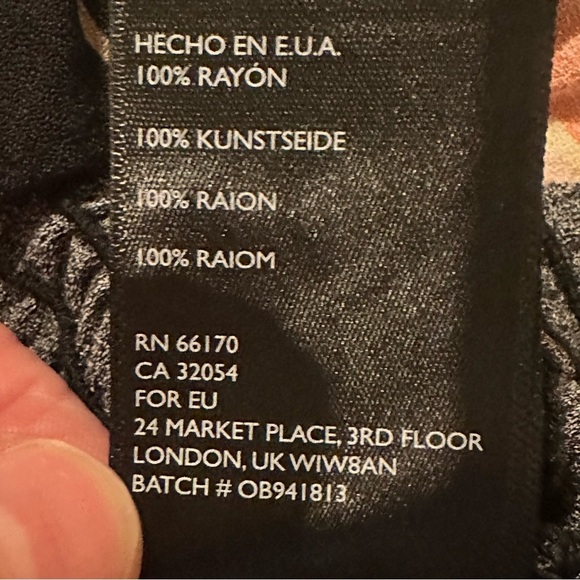 HECHO EN E.U.A.
100% RAYÓN
100% KUNSTSEIDE
100% RAION
100% RAIOM
RN 66170
CA 32054
FOR EU
24 MARKET PLACE, 3RD FLOOR
LONDON, UK WIW8AN
BATCH # OB941813